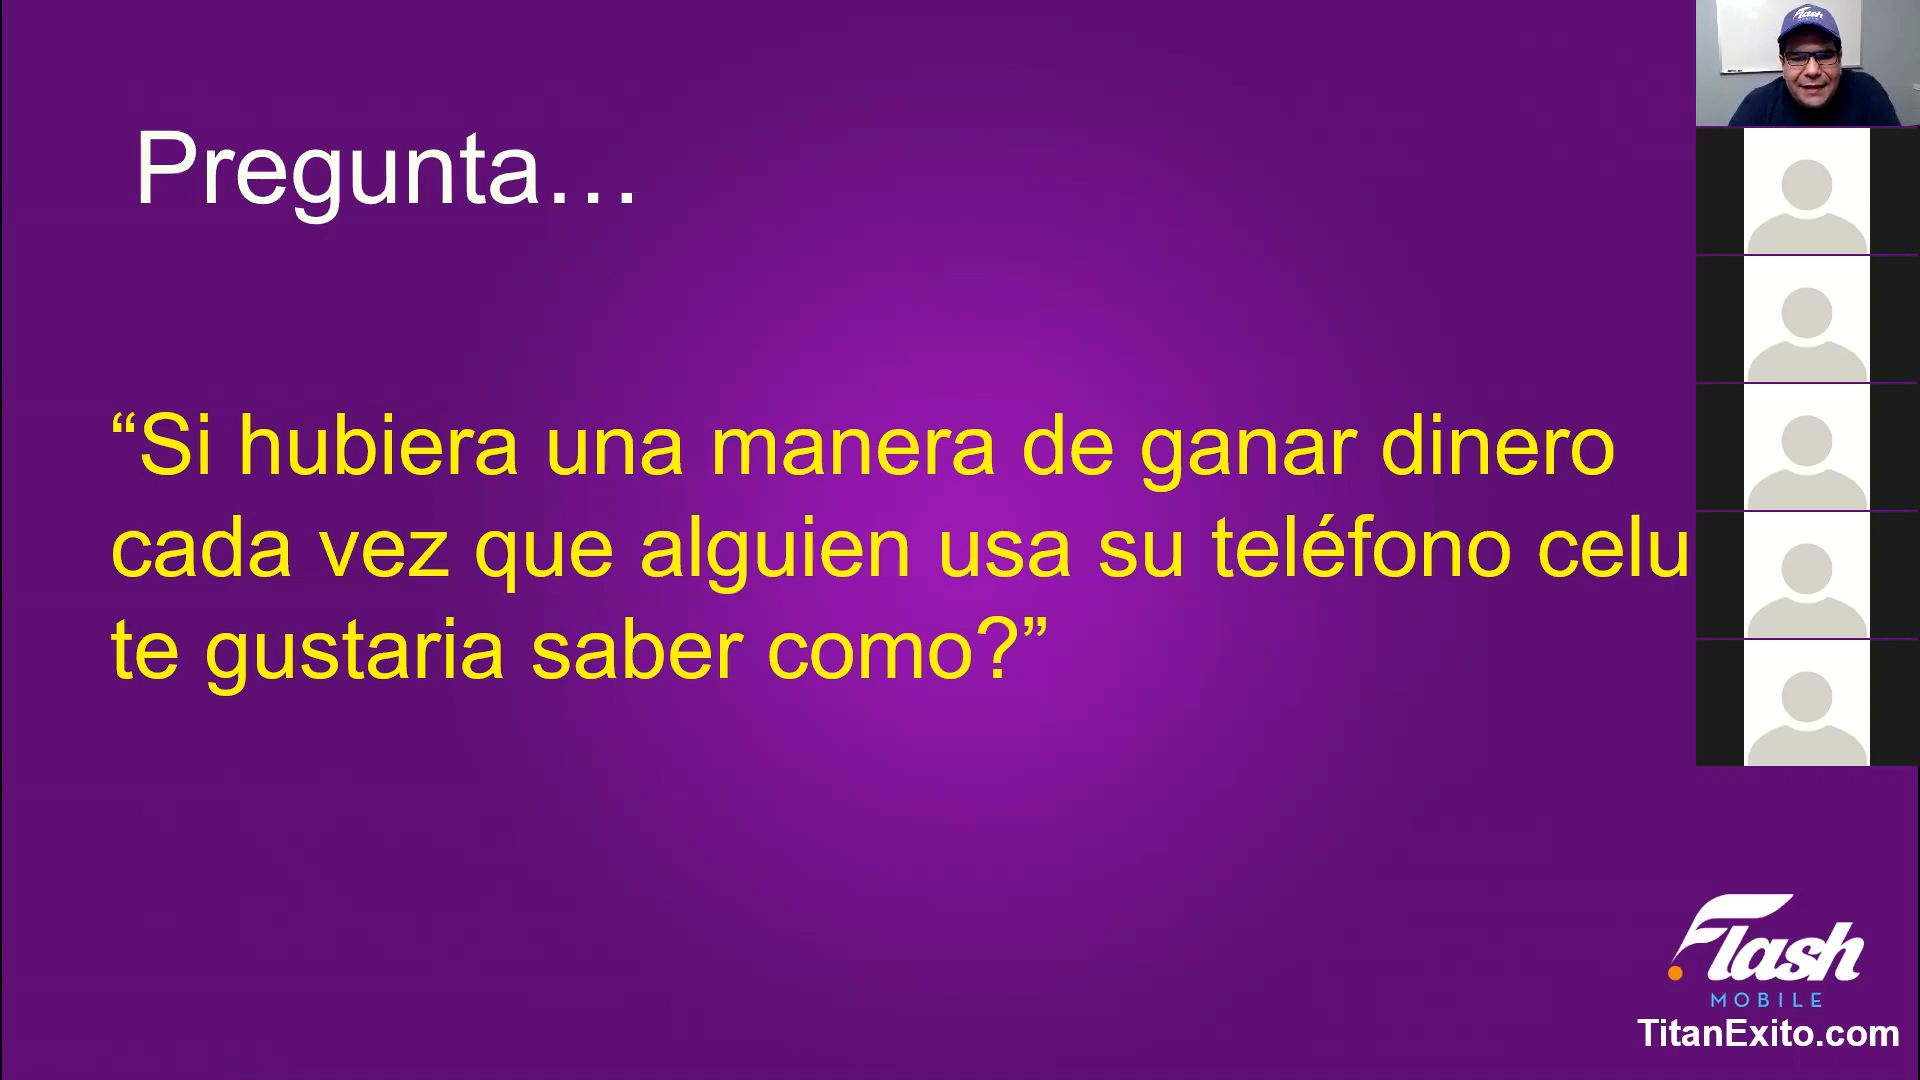 Pregunta…
“Si hubiera una manera de ganar dinero
cada vez que alguien usa su teléfono celu
te gustaria saber como?”
Flash
MOBILE
TitanExito.com
Flash